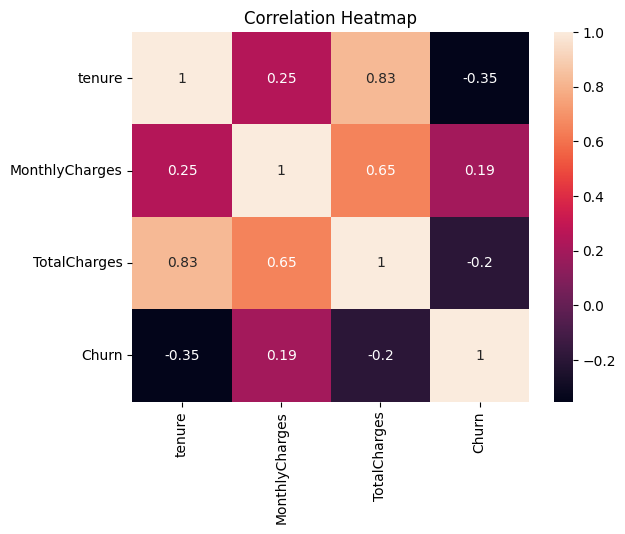 Correlation Heatmap
tenure 1 0.25 0.83 -0.35
MonthlyCharges 0.25 1 0.65 0.19
TotalCharges 0.83 0.65 1 -0.2
Churn -0.35 0.19 -0.2 1
tenure MonthlyCharges TotalCharges Churn
1.0
0.8
0.6
0.4
0.2
0.0
−0.2